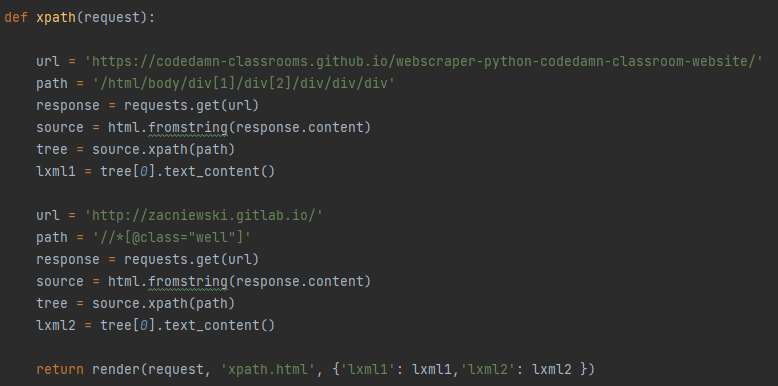 def xpath(request):
url = 'https://codedamn-classrooms.github.io/webscraper-python-codedamn-classroom-website/'
path = '/html/body/div[1]/div[2]/div/div/div'
response = requests.get(url)
source = html.fromstring(response.content)
tree = source.xpath(path)
lxml1 = tree[0].text_content()
url = 'http://zacniewski.gitlab.io/'
path = '//*[@class="well"]'
response = requests.get(url)
source = html.fromstring(response.content)
tree = source.xpath(path)
lxml2 = tree[0].text_content()
return render(request, 'xpath.html', {'lxml1': lxml1,'lxml2': lxml2 })